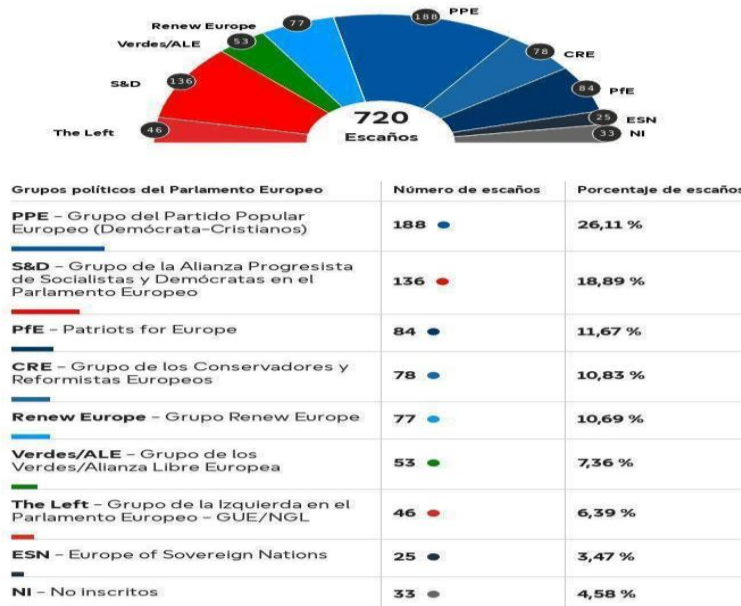 188 PPE
77
Renew Europe
53
Verdes/ALE
78 CRE
136
S&D
84 PfE
720
Escaños
25 ESN
46
The Left
33 NI
Grupos políticos del Parlamento Europeo Número de escaños Porcentaje de escaños
PPE – Grupo del Partido Popular
Europeo (Demócrata-Cristianos)
188 26,11 %
S&D – Grupo de la Alianza Progresista
de Socialistas y Demócratas en el
Parlamento Europeo
136 18,89 %
PfE – Patriots for Europe 84 11,67 %
CRE – Grupo de los Conservadores y
Reformistas Europeos
78 10,83 %
Renew Europe – Grupo Renew Europe 77 10,69 %
Verdes/ALE – Grupo de los
Verdes/Alianza Libre Europea
53 7,36 %
The Left – Grupo de la Izquierda en el
Parlamento Europeo – GUE/NGL
46 6,39 %
ESN – Europe of Sovereign Nations 25 3,47 %
NI – No inscritos 33 4,58 %